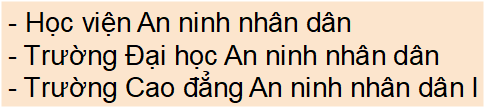 - Học viện An ninh nhân dân
- Trường Đại học An ninh nhân dân
- Trường Cao đẳng An ninh nhân dân I